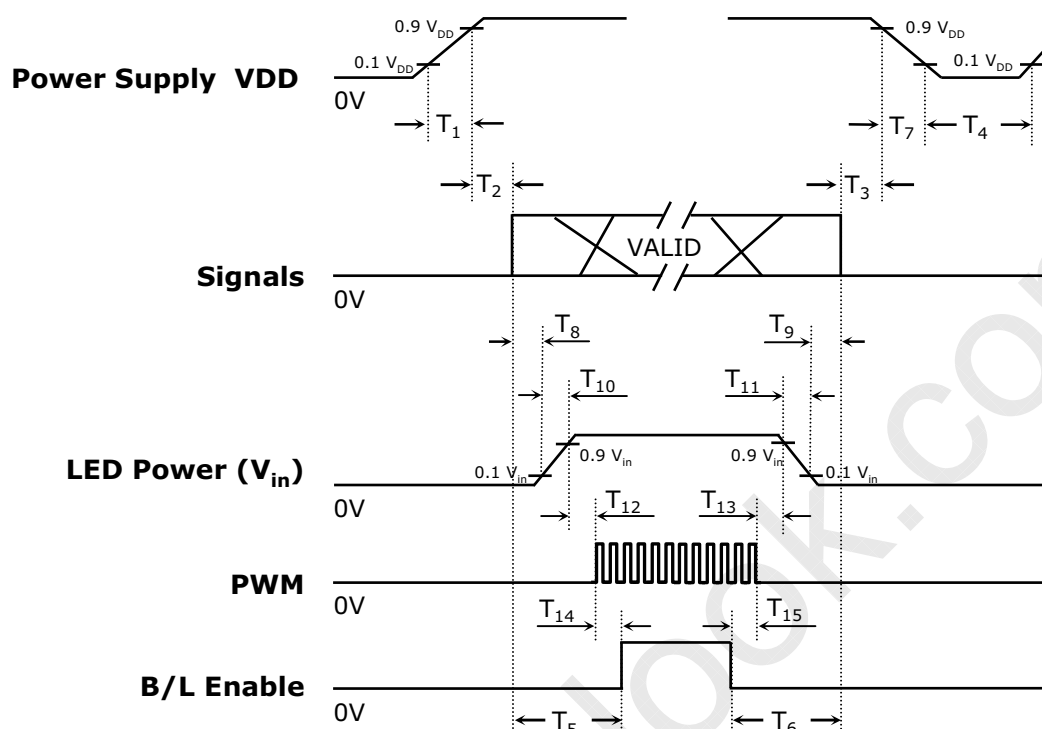 0.9 V_DD
0.9 V_DD
Power Supply VDD
0.1 V_DD
0.1 V_DD
0V
T_1
T_7
T_4
T_2
T_3
VALID
Signals
0V
T_8
T_9
T_10
T_11
LED Power (V_in)
0.9 V_in
0.9 V_in
0.1 V_in
0.1 V_in
0V
T_12
T_13
PWM
0V
T_14
T_15
B/L Enable
0V
T_5
T_6
look.com